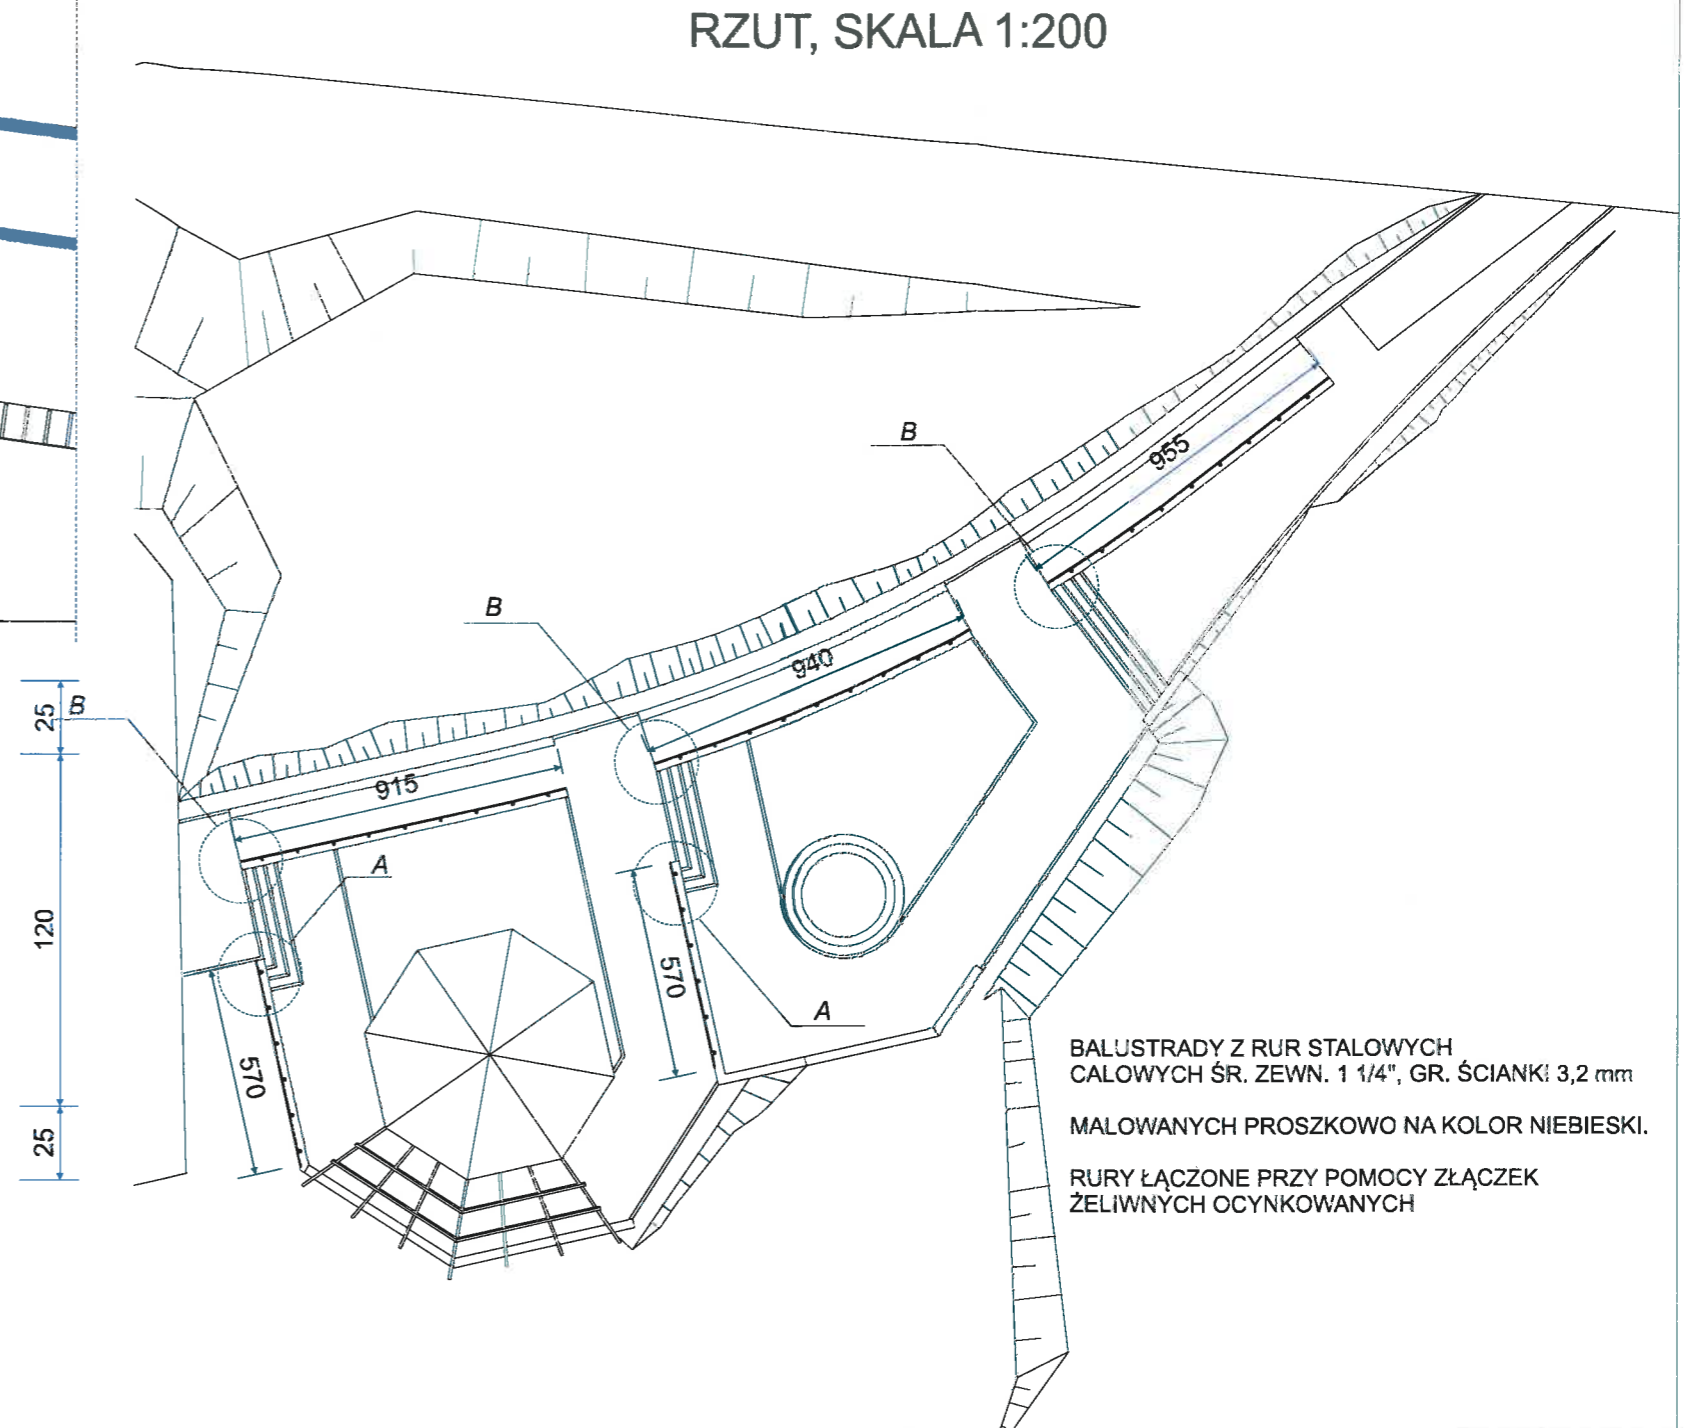 RZUT, SKALA 1:200
B
955
B
940
25
B
915
A
120
570
570
A
25
BALUSTRADY Z RUR STALOWYCH
CALOWYCH ŚR. ZEWN. 1 1/4", GR. ŚCIANKI 3,2 mm
MALOWANYCH PROSZKOWO NA KOLOR NIEBIESKI.
RURY ŁĄCZONE PRZY POMOCY ZŁĄCZEK
ŻELIWNYCH OCYNKOWANYCH